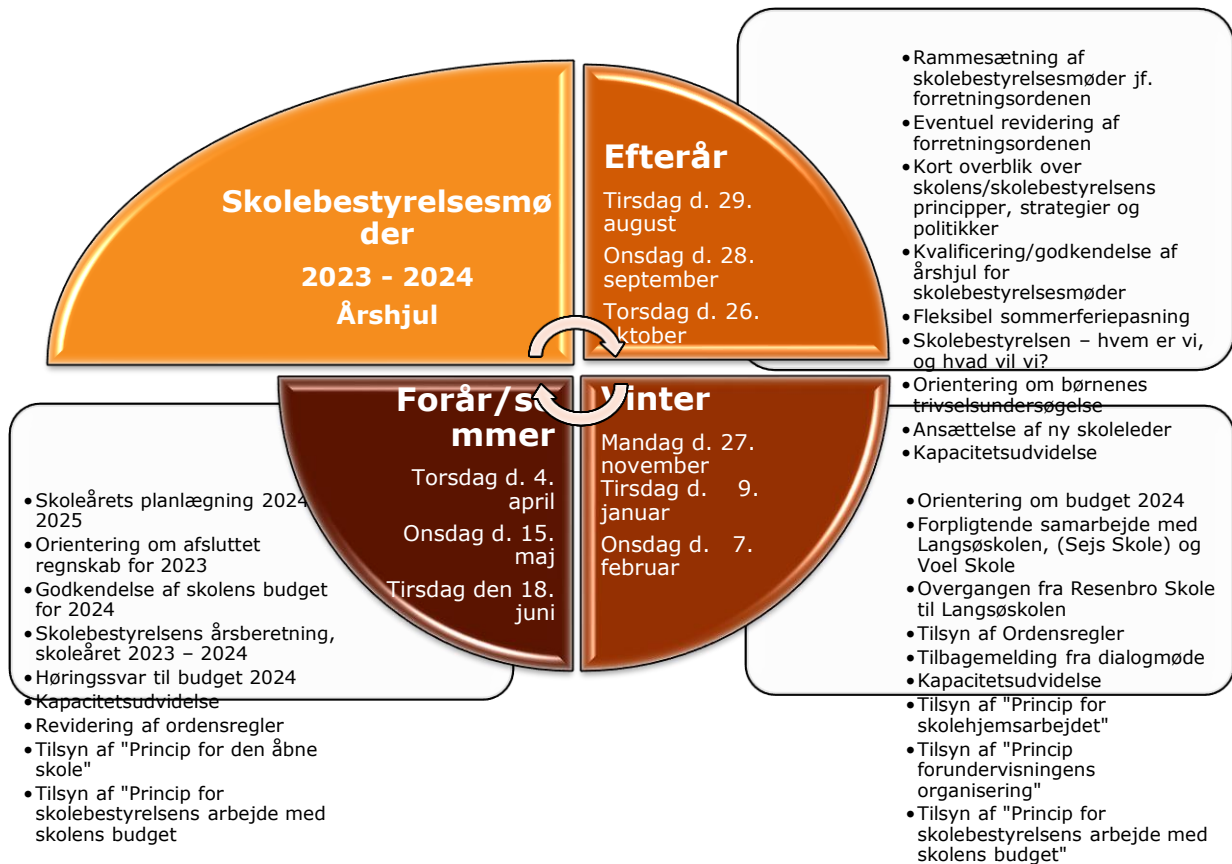 Skolebestyrelsesmø
der
2023 - 2024
Årshjul
Efterår
Tirsdag d. 29.
august
Onsdag d. 28.
september
Torsdag d. 26.
oktober
•Rammesætning af
skolebestyrelsesmøder jf.
forretningsordenen
•Eventuel revidering af
forretningsordenen
•Kort overblik over
skolens/skolebestyrelsens
principper, strategier og
politikker
•Kvalificering/godkendelse af
årshjul for
skolebestyrelsesmøder
•Fleksibel sommerferiepasning
•Skolebestyrelsen – hvem er vi,
og hvad vil vi?
•Orientering om børnenes
trivselsundersøgelse
•Ansættelse af ny skoleleder
•Kapacitetsudvidelse
Vinter
Mandag d. 27.
november
Tirsdag d. 9.
januar
Onsdag d. 7.
februar
•Orientering om budget 2024
•Forpligtende samarbejde med
Langsøskolen, (Sejs Skole) og
Voel Skole
•Overgangen fra Resenbro Skole
til Langsøskolen
•Tilsyn af Ordensregler
•Tilbagemelding fra dialogmøde
•Kapacitetsudvidelse
•Tilsyn af "Princip for
skolehjemsarbejdet"
•Tilsyn af "Princip
forundervisningens
organisering"
•Tilsyn af "Princip for
skolebestyrelsens arbejde med
skolens budget"
Forår/so
mmer
Torsdag d. 4.
april
Onsdag d. 15.
maj
Tirsdag den 18.
juni
•Skoleårets planlægning 2024
2025
•Orientering om afsluttet
regnskab for 2023
•Godkendelse af skolens budget
for 2024
•Skolebestyrelsens årsberetning,
skoleåret 2023 – 2024
•Høringssvar til budget 2024
•Kapacitetsudvidelse
•Revidering af ordensregler
•Tilsyn af "Princip for den åbne
skole"
•Tilsyn af "Princip for
skolebestyrelsens arbejde med
skolens budget